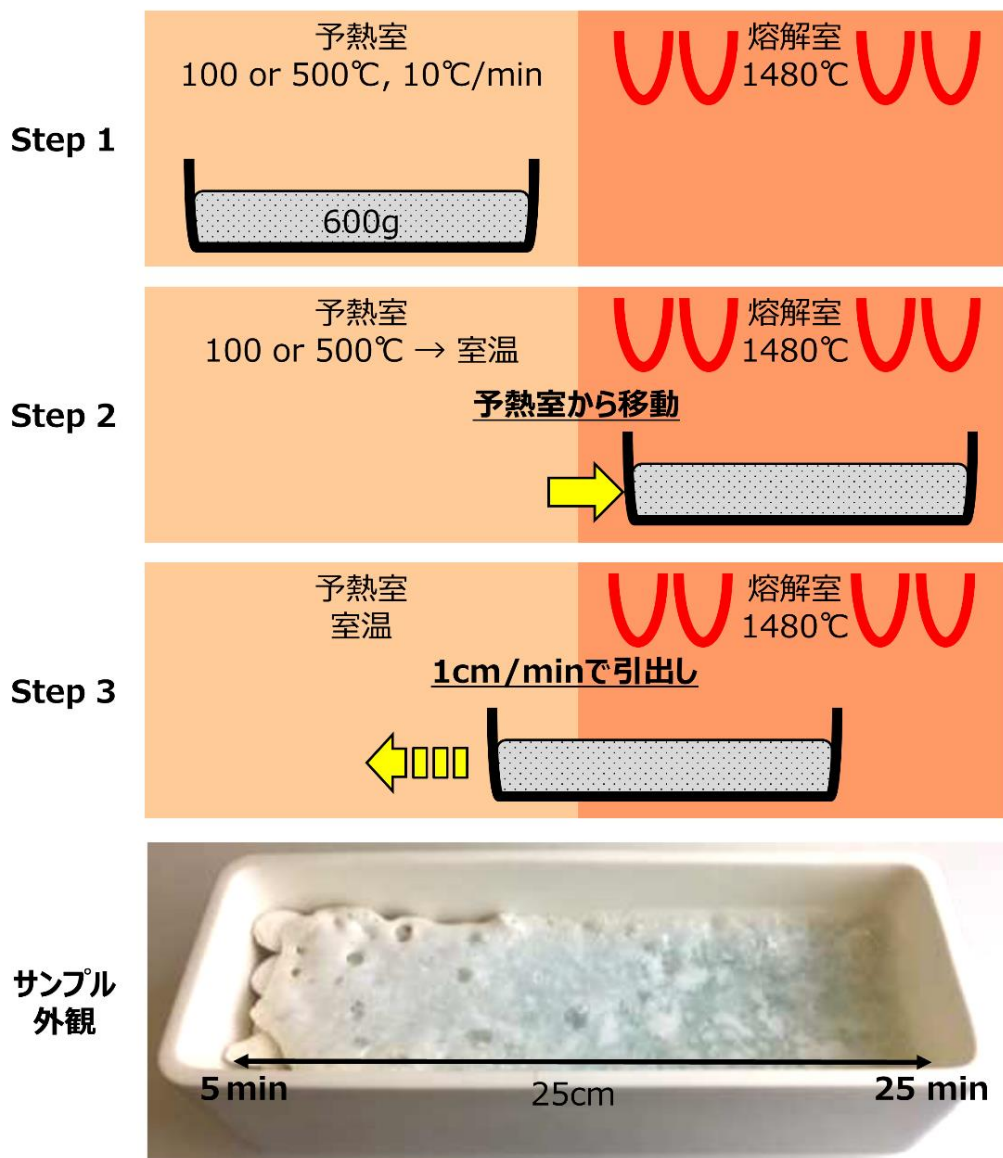 Step 1
予熱室
100 or 500℃, 10℃/min
熔解室
1480℃
600g
Step 2
予熱室
100 or 500℃ → 室温
熔解室
1480℃
予熱室から移動
Step 3
予熱室
室温
熔解室
1480℃
1cm/minで引出し
サンプル
外観
5 min
25cm
25 min